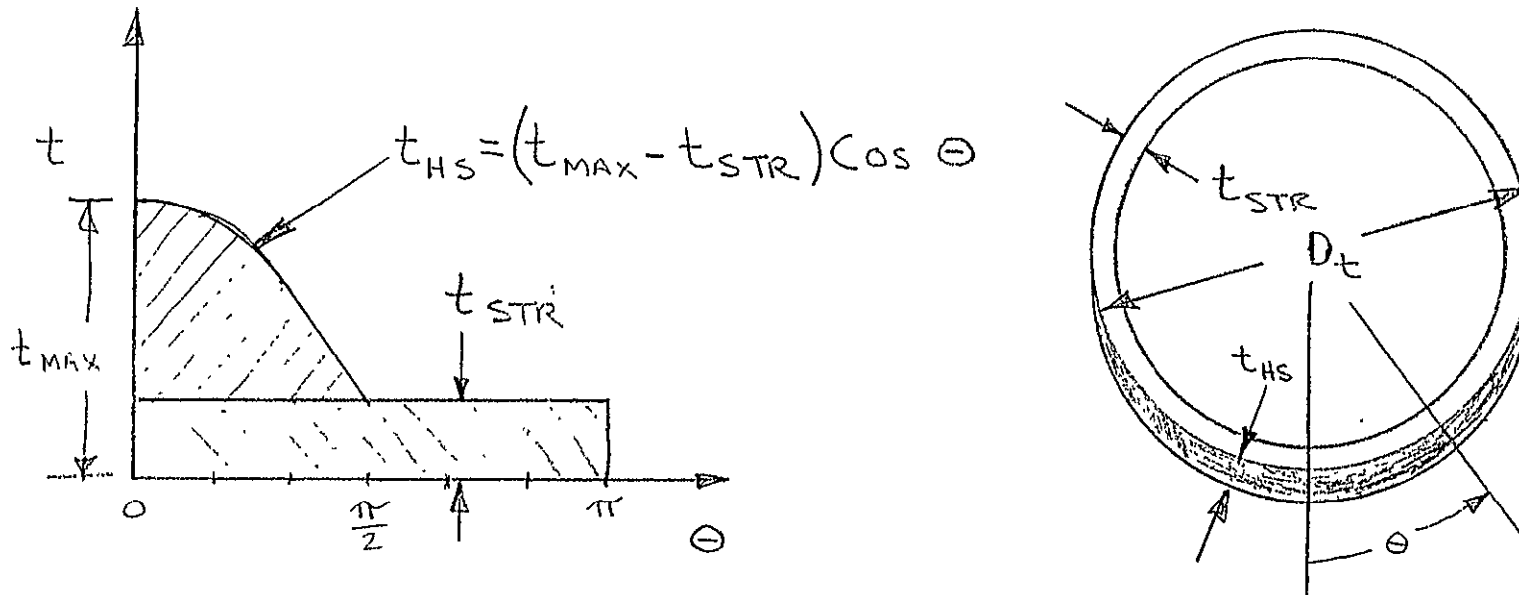 t
t_HS = (t_MAX - t_STR) Cos Θ
t_STR
t_MAX
0
π/2
π
Θ
t_STR
D_t
t_HS
Θ